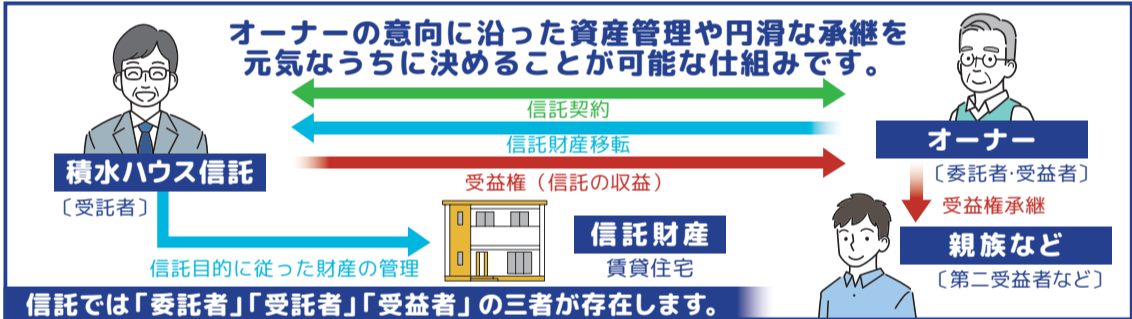 オーナーの意向に沿った資産管理や円滑な承継を
元気なうちに決めることが可能な仕組みです。
信託契約
信託財産移転
受益権（信託の収益）
積水ハウス信託
〔受託者〕
オーナー
〔委託者・受益者〕
受益権承継
親族など
〔第二受益者など〕
信託財産
賃貸住宅
信託目的に従った財産の管理
信託では「委託者」「受託者」「受益者」の三者が存在します。